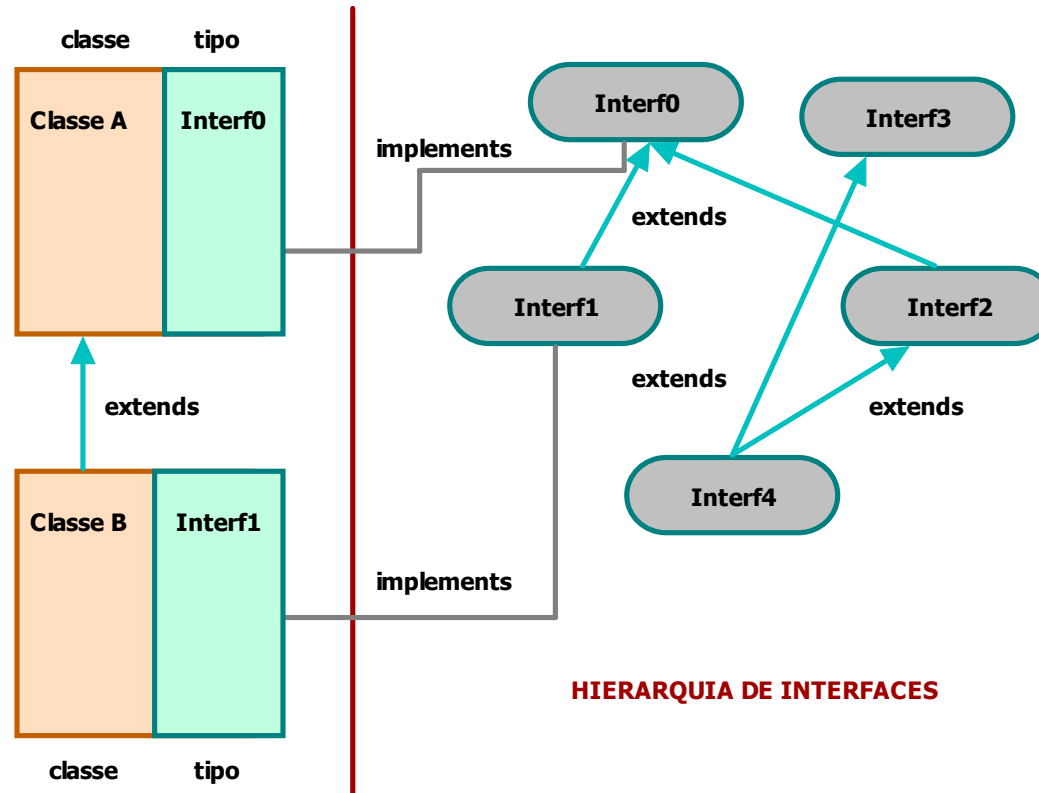 classe
tipo
Classe A
Interf0
implements
Interf0
Interf3
extends
Interf1
Interf2
extends
extends
extends
Interf4
Classe B
Interf1
implements
HIERARQUIA DE INTERFACES
classe
tipo